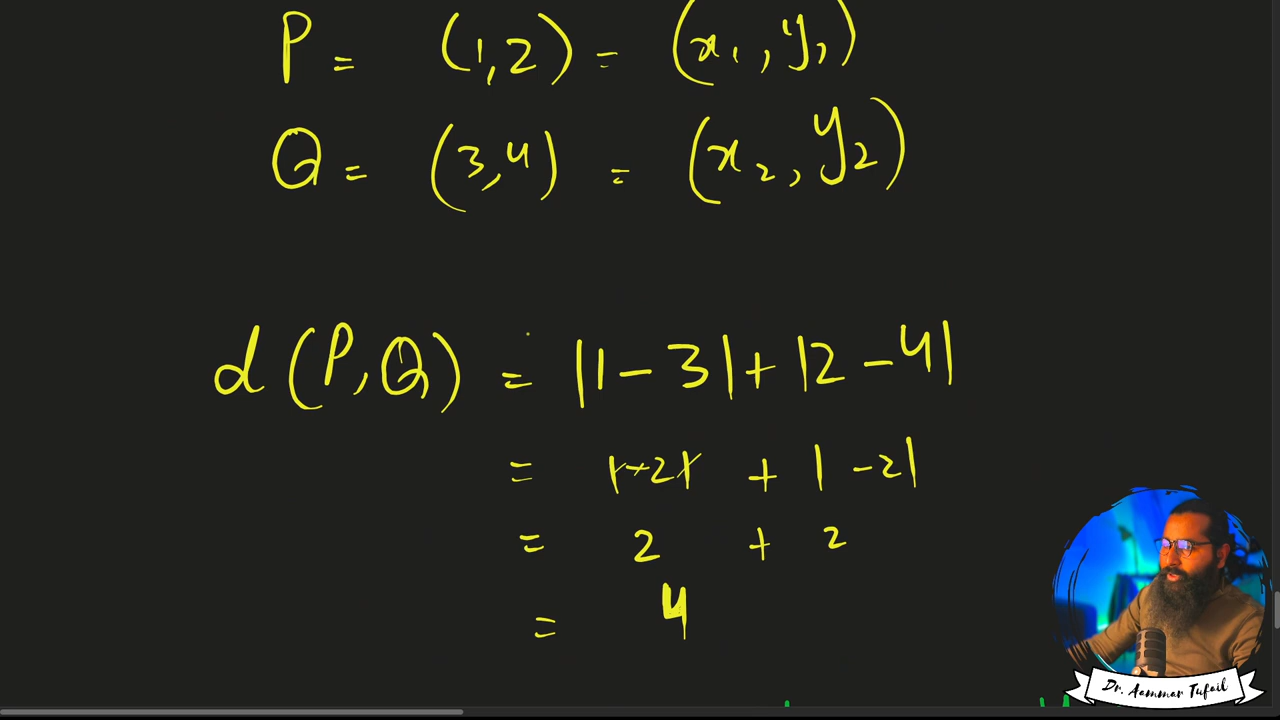 P = (1,2) = (x₁, y₁)
Q = (3,4) = (x₂, y₂)
d(P,Q) = |1-3| + |2-4|
= |-2| + |-2|
= 2 + 2
= 4
Dr. Aammar Tufail